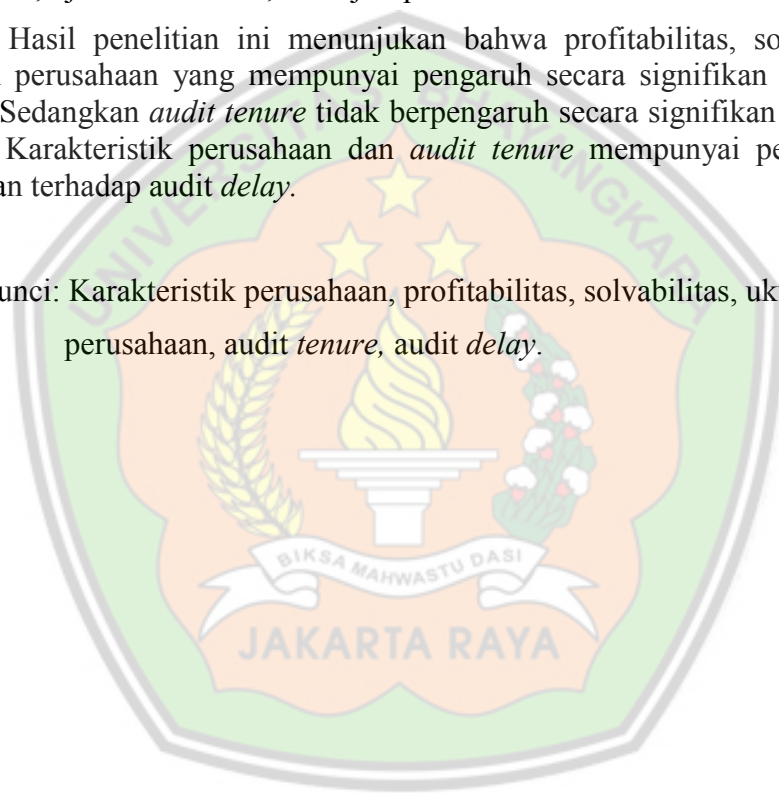 Hasil penelitian ini menunjukan bahwa profitabilitas, so
perusahaan yang mempunyai pengaruh secara signifikan
Sedangkan audit tenure tidak berpengaruh secara signifikan
Karakteristik perusahaan dan audit tenure mempunyai pe
an terhadap audit delay.
unci: Karakteristik perusahaan, profitabilitas, solvabilitas, uk
perusahaan, audit tenure, audit delay.
UNIVERSITAS BHAYANGKARA
BIKSA MAHWASTU DASI
JAKARTA RAYA